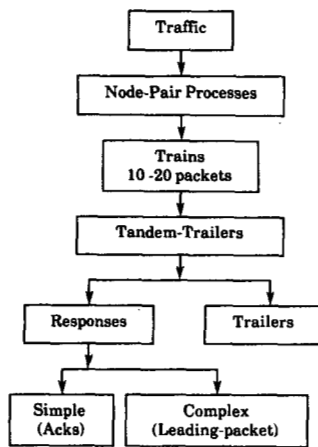 Traffic
Node-Pair Processes
Trains
10 -20 packets
Tandem-Trailers
Responses
Trailers
Simple
(Acks)
Complex
(Leading-packet)